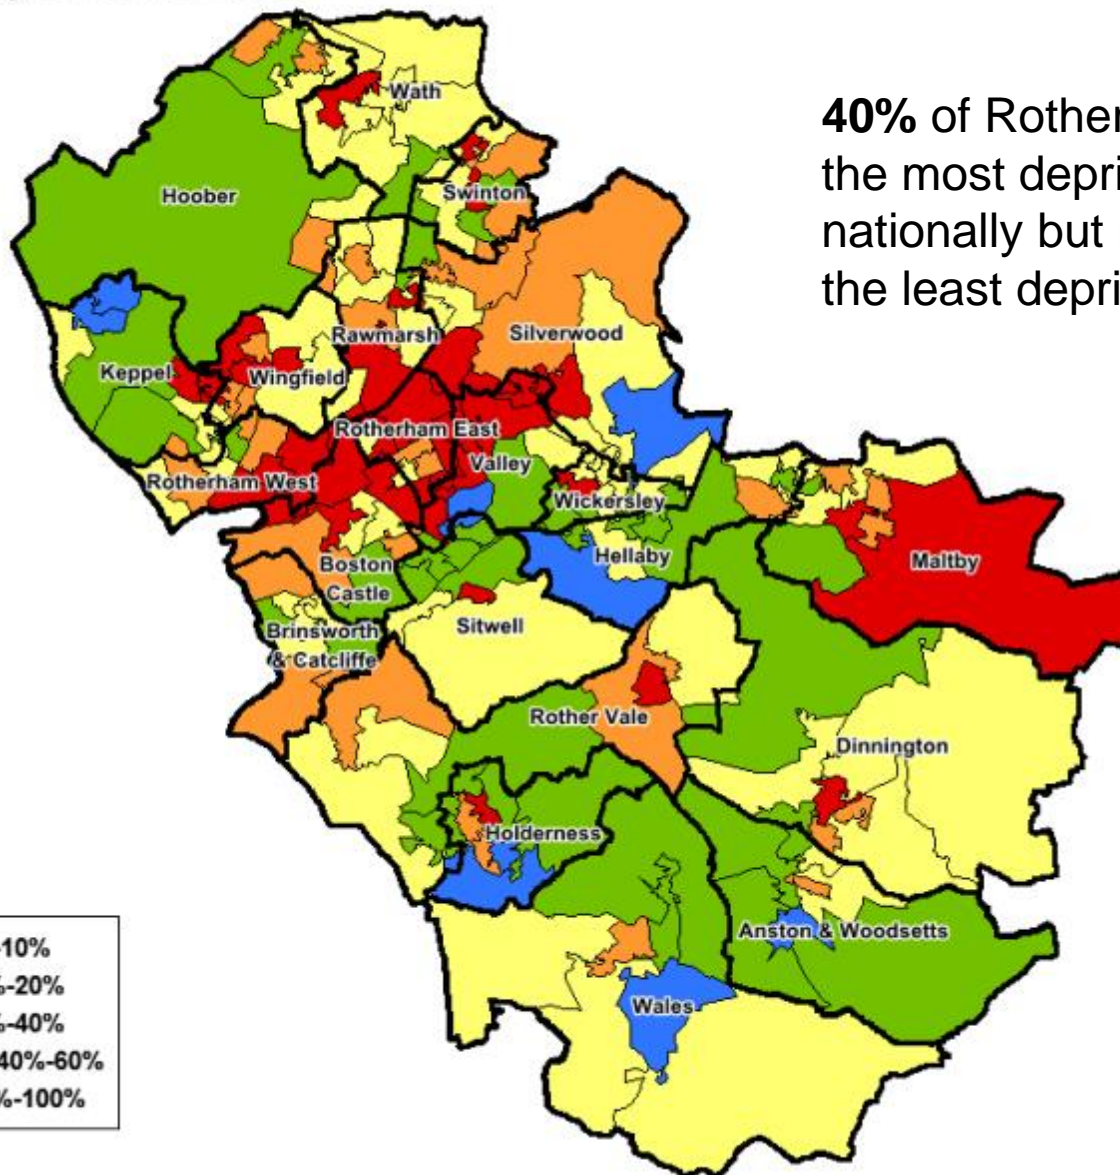 40% of Rother
the most depri
nationally but
the least depri
Wath
Hoober
Swinton
Silverwood
Rawmarsh
Keppel
Wingfield
Rotherham East
Valley
Rotherham West
Wickersley
Hellaby
Maltby
Boston
Castle
Sitwell
Brinsworth
& Catcliffe
Rother Vale
Dinnington
Holderness
Anston & Woodsetts
Wales
-10%
%-20%
%-40%
40%-60%
%-100%